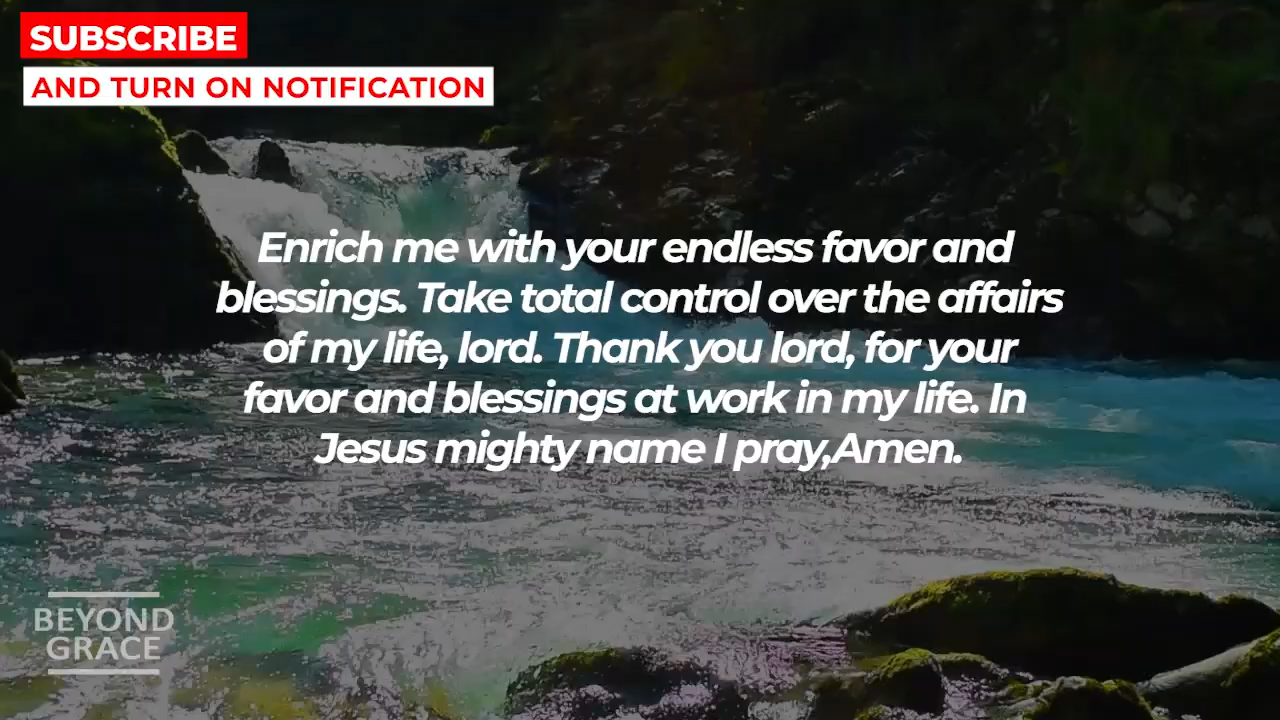 SUBSCRIBE
AND TURN ON NOTIFICATION
Enrich me with your endless favor and
blessings. Take total control over the affairs
of my life, lord. Thank you lord, for your
favor and blessings at work in my life. In
Jesus mighty name I pray,Amen.
BEYOND
GRACE